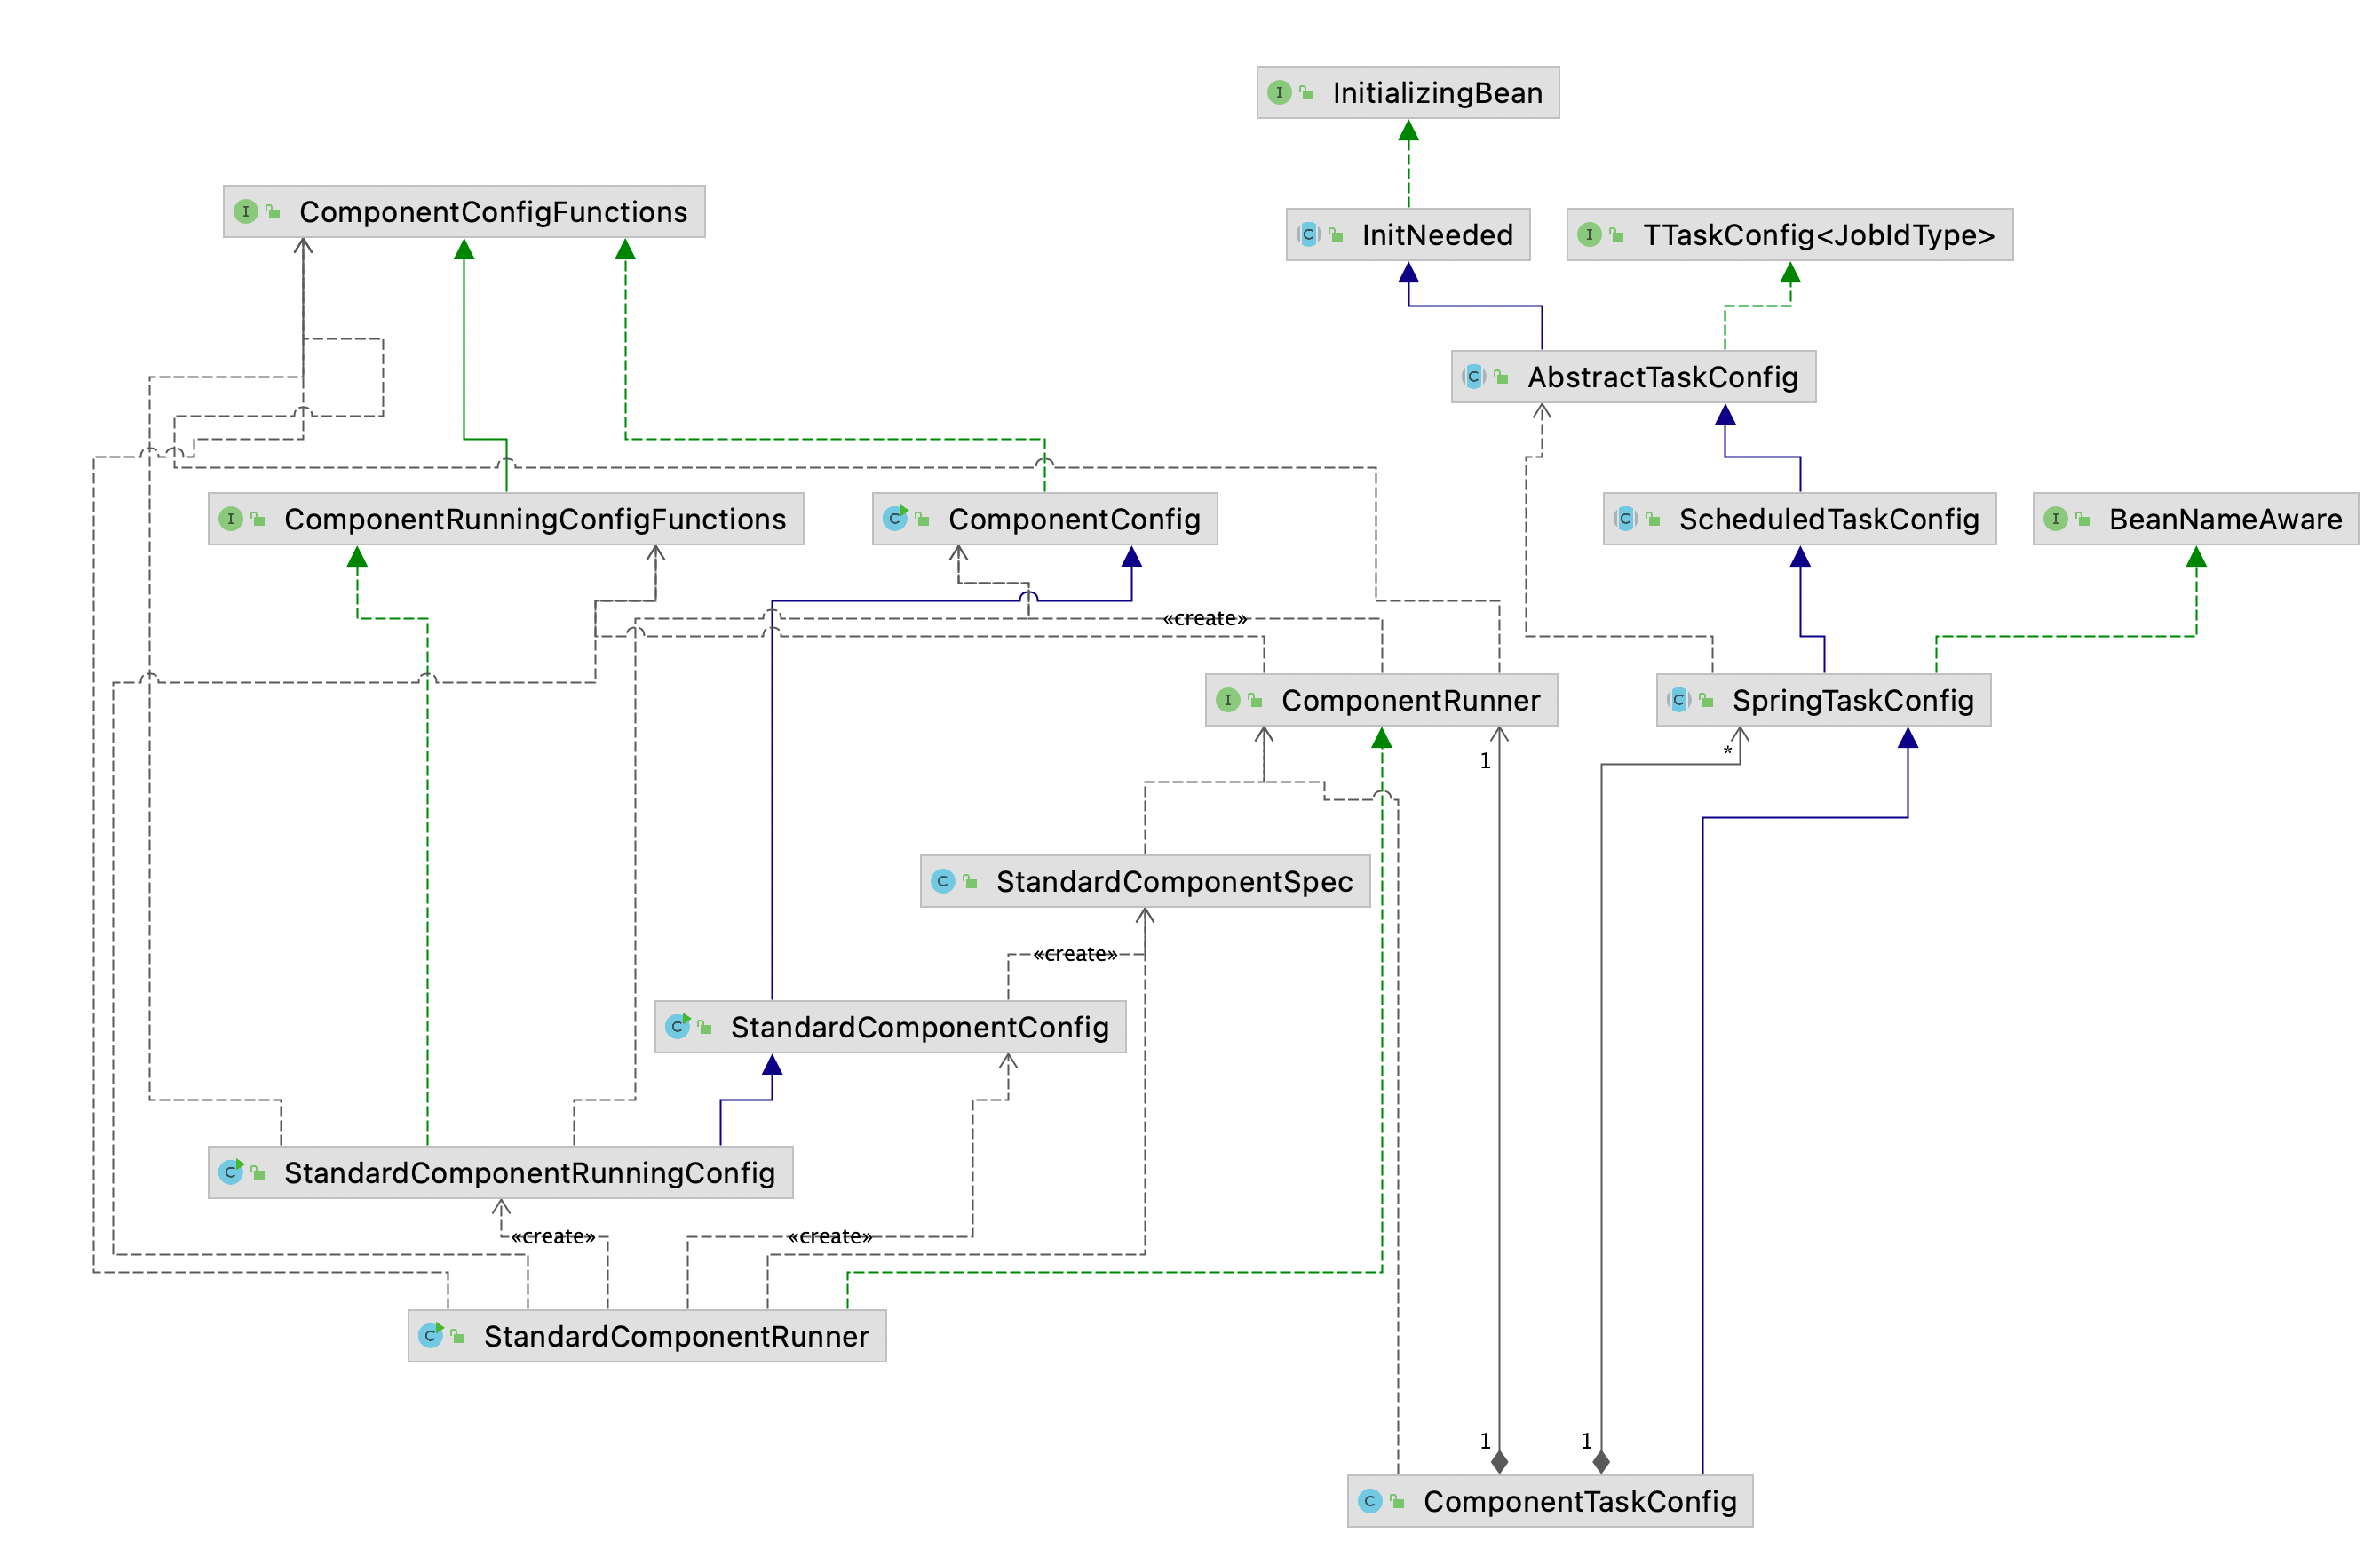 InitializingBean
ComponentConfigFunctions
InitNeeded
TTaskConfig<JobIdType>
AbstractTaskConfig
ComponentRunningConfigFunctions
ComponentConfig
ScheduledTaskConfig
BeanNameAware
«create»
ComponentRunner
SpringTaskConfig
1
*
StandardComponentSpec
«create»
StandardComponentConfig
StandardComponentRunningConfig
«create»
«create»
StandardComponentRunner
1
1
ComponentTaskConfig
I
I
C
I
C
I
C
C
I
I
C
C
C
C
C
C